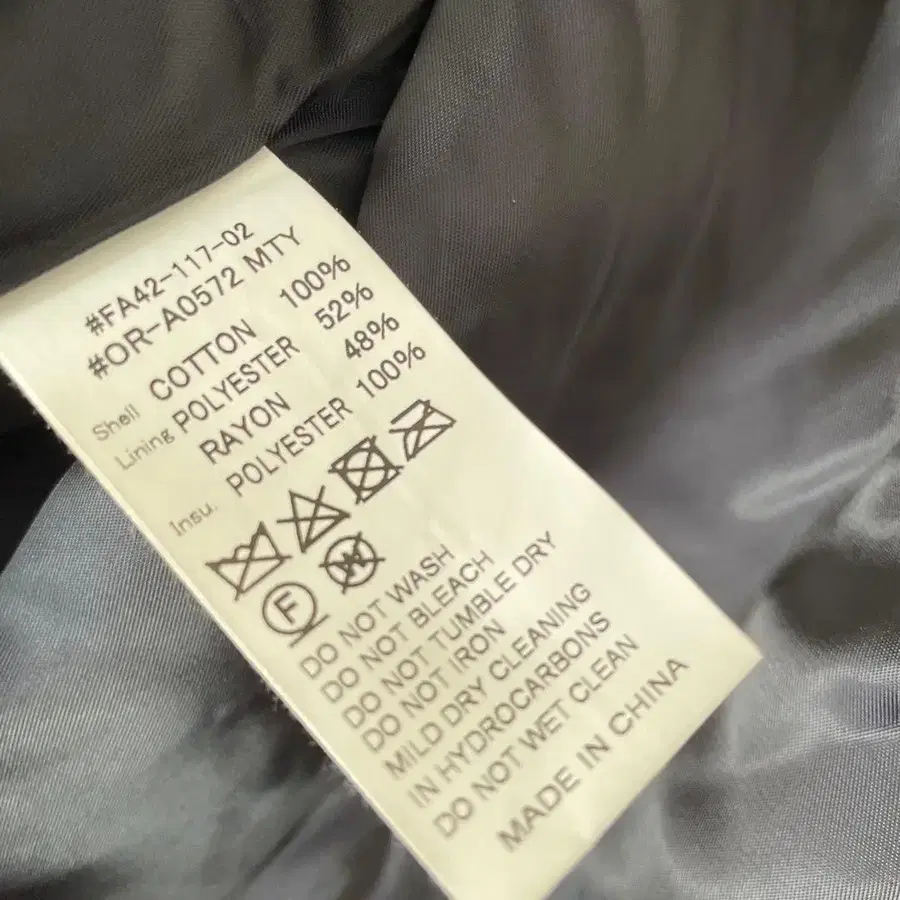 #FA42-117-02
#OR-A0572 MTY
Shell COTTON 100%
Lining POLYESTER 52%
RAYON 48%
Insu. POLYESTER 100%
F W
DO NOT WASH
DO NOT BLEACH
DO NOT TUMBLE DRY
DO NOT IRON
MILD DRY CLEANING
IN HYDROCARBONS
DO NOT WET CLEAN
MADE IN CHINA